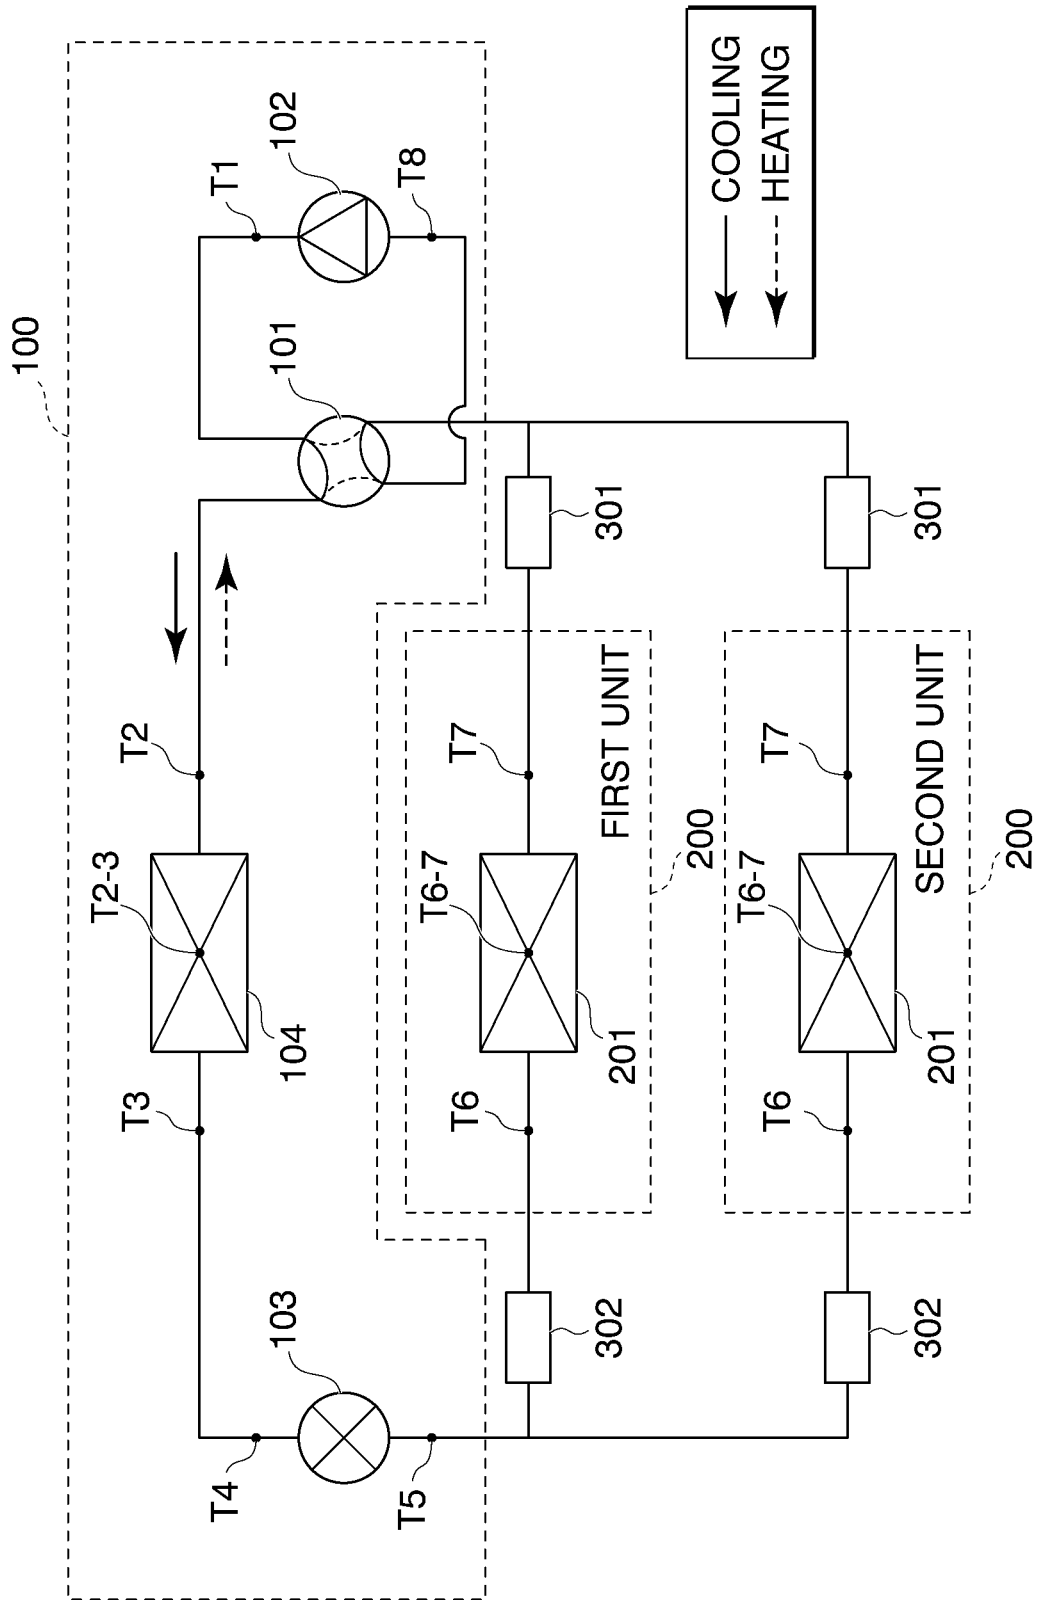 100
T1
102
T8
101
T2
T2-3
104
T3
103
T4
T5
COOLING
HEATING
301
T7
T6-7
201
T6
FIRST UNIT
200
302
301
T7
T6-7
201
T6
SECOND UNIT
200
302